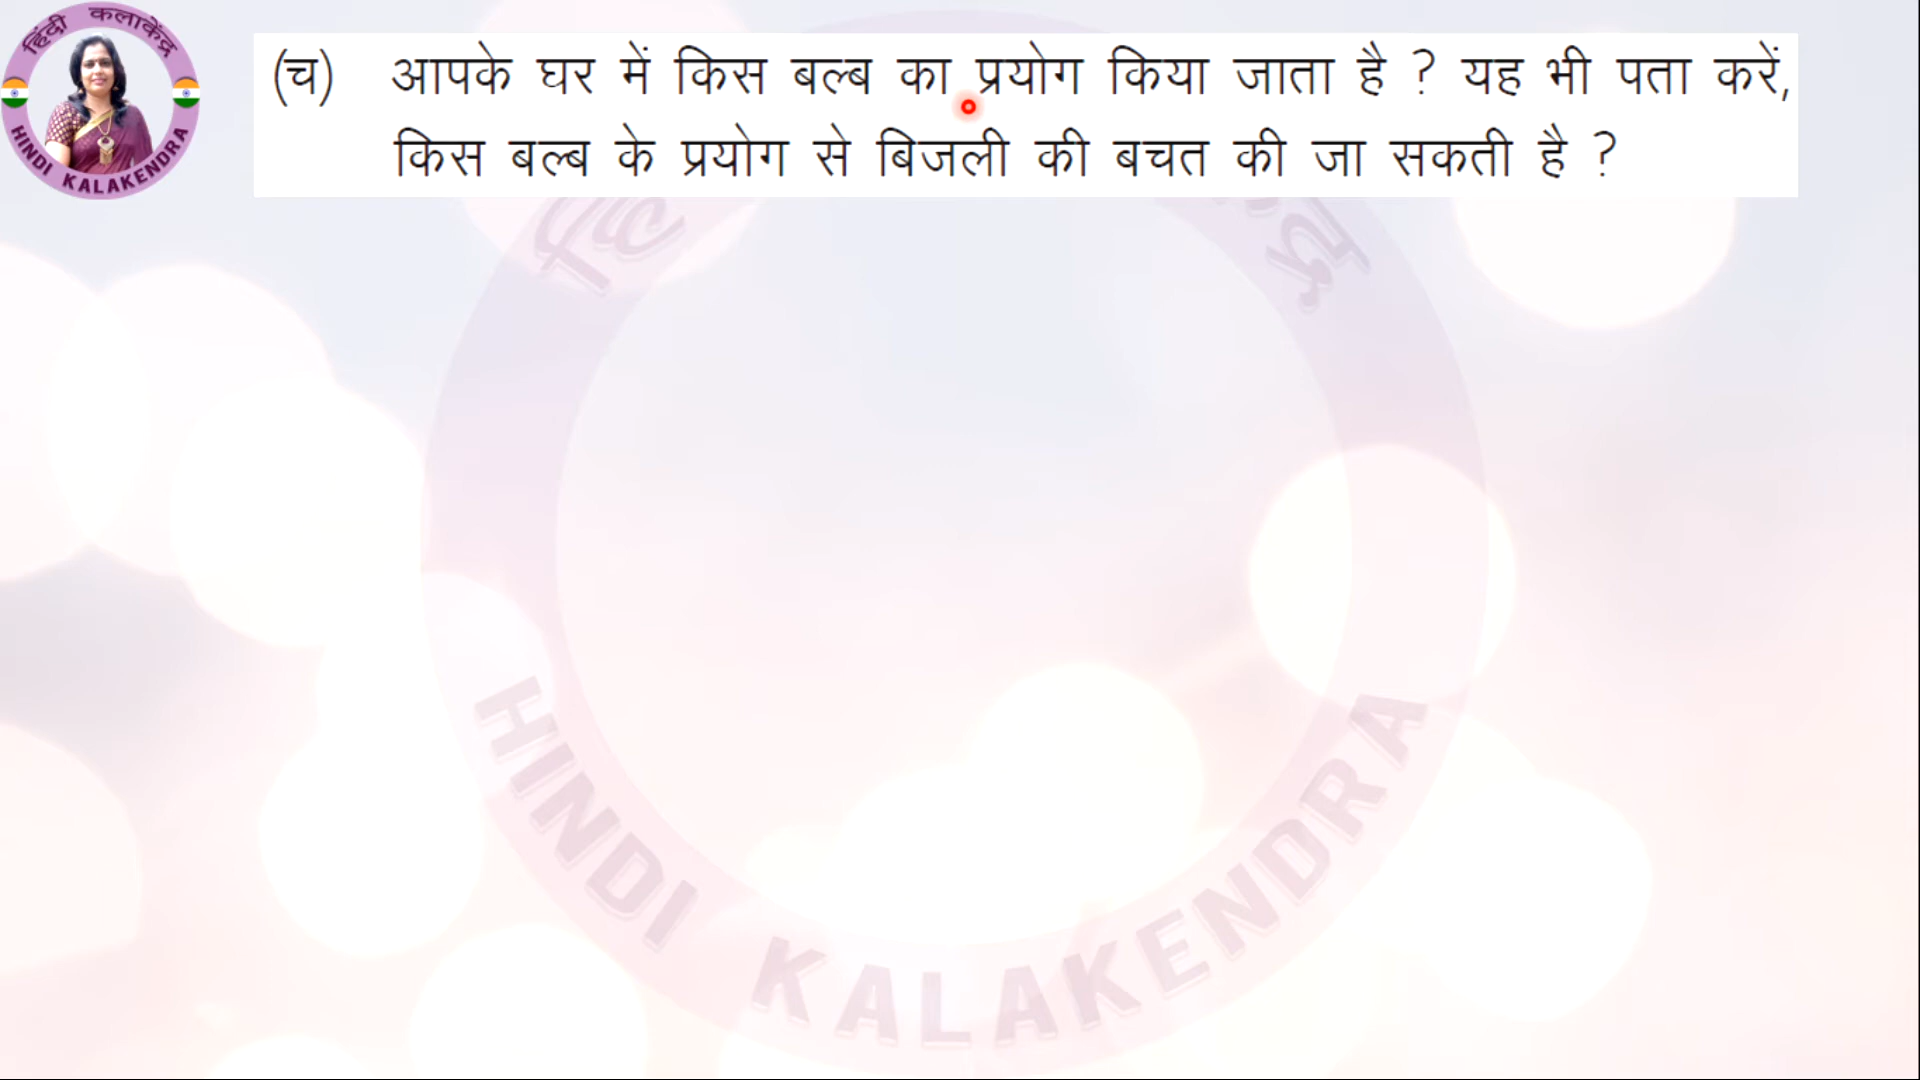 हिंदी कलाकेंद्र
HINDI KALAKENDRA
(च) आपके घर में किस बल्ब का प्रयोग किया जाता है ? यह भी पता करें,
किस बल्ब के प्रयोग से बिजली की बचत की जा सकती है ?
हिं द्र
HINDI KALAKENDRA